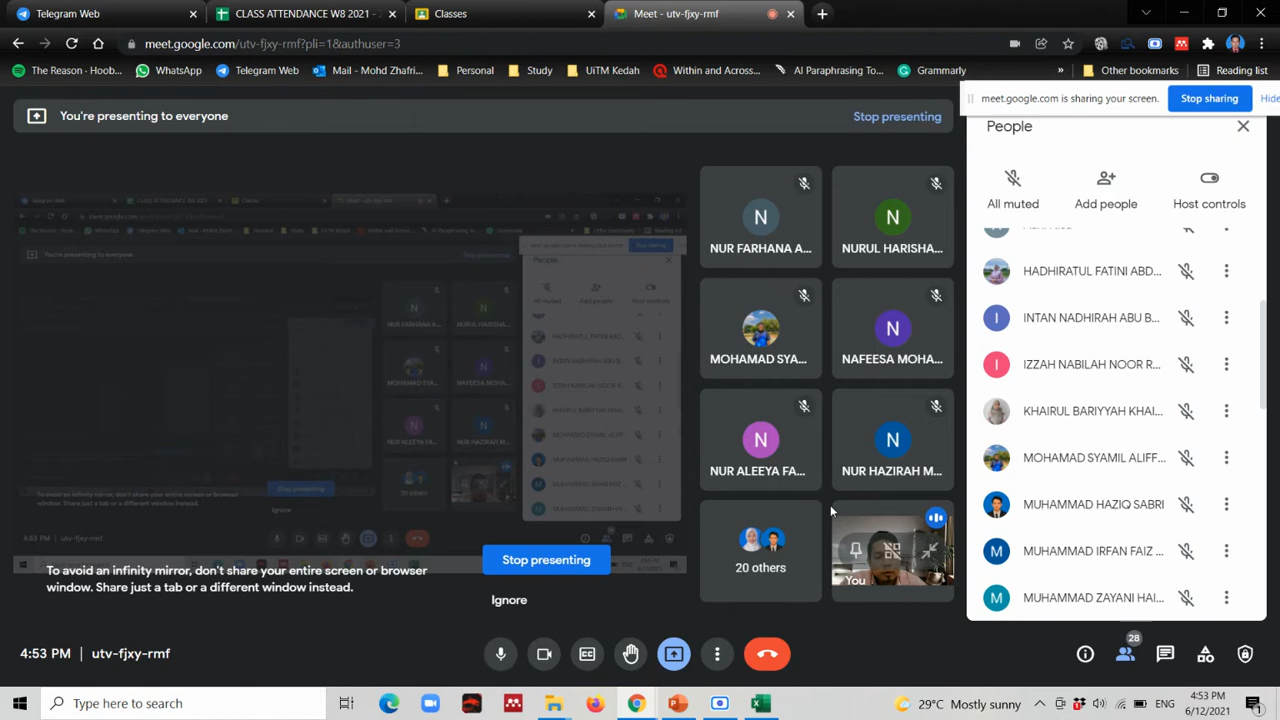 Telegram Web
CLASS ATTENDANCE W8 2021 -
Classes
Meet - utv-fjxy-rmf
meet.google.com/utv-fjxy-rmf?pli=1&authuser=3
The Reason - Hoob...
WhatsApp
Telegram Web
Mail - Mohd Zhafri...
Personal
Study
UiTM Kedah
Within and Across...
AI Paraphrasing To...
Grammarly
»
Other bookmarks
Reading list
meet.google.com is sharing your screen.
Stop sharing
Hide
You're presenting to everyone
Stop presenting
People
All muted
Add people
Host controls
HADHIRATUL FATINI ABD...
INTAN NADHIRAH ABU B...
IZZAH NABILAH NOOR R...
KHAIRUL BARIYYAH KHAI...
MOHAMAD SYAMIL ALIFF...
MUHAMMAD HAZIQ SABRI
M
MUHAMMAD IRFAN FAIZ ...
M
MUHAMMAD ZAYANI HAI...
N
NUR FARHANA A...
N
NURUL HARISHA...
MOHAMAD SYA...
N
NAFEESA MOHA...
N
NUR ALEEYA FA...
N
NUR HAZIRAH M...
20 others
You
To avoid an infinity mirror, don't share your entire screen or browser
window. Share just a tab or a different window instead.
Stop presenting
Ignore
4:53 PM | utv-fjxy-rmf
28
Type here to search
29°C Mostly sunny
ENG
4:53 PM
6/12/2021